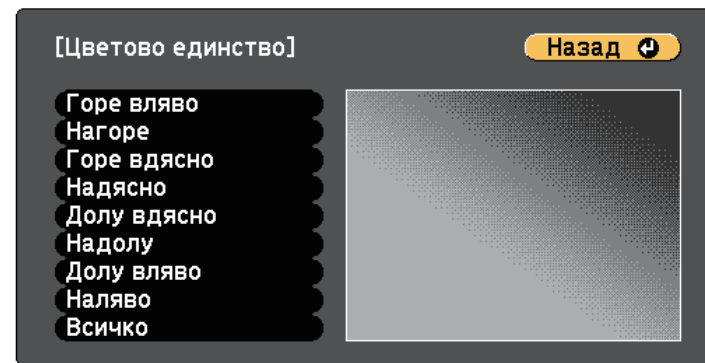 [Цветово единство]
Назад
Горе вляво
Нагоре
Горе вдясно
Надясно
Долу вдясно
Надолу
Долу вляво
Наляво
Всичко